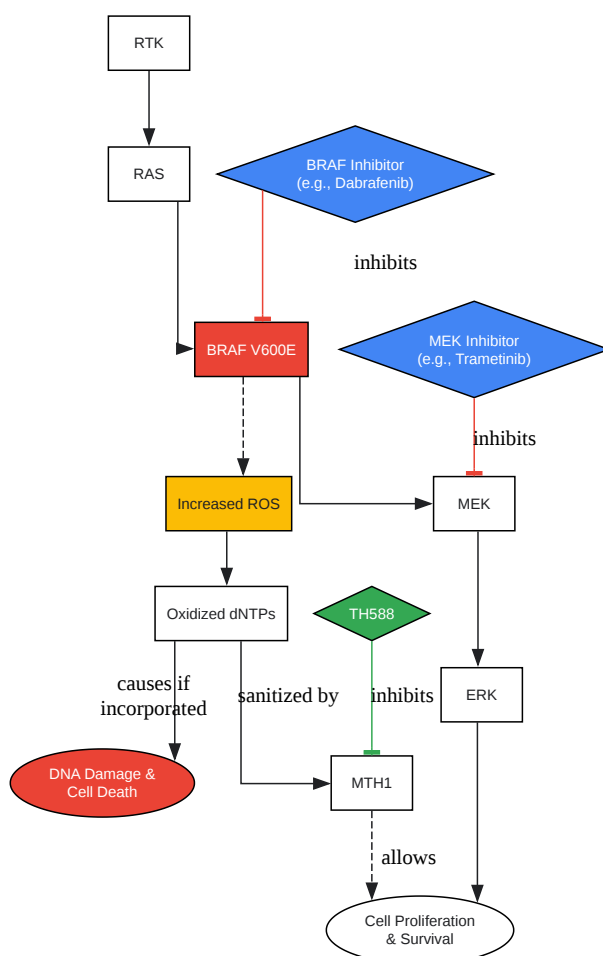 RTK
RAS
BRAF Inhibitor
(e.g., Dabrafenib)
inhibits
BRAF V600E
MEK Inhibitor
(e.g., Trametinib)
inhibits
Increased ROS
MEK
Oxidized dNTPs
TH588
causes if
incorporated
sanitized by
inhibits
ERK
DNA Damage &
Cell Death
MTH1
allows
Cell Proliferation
& Survival